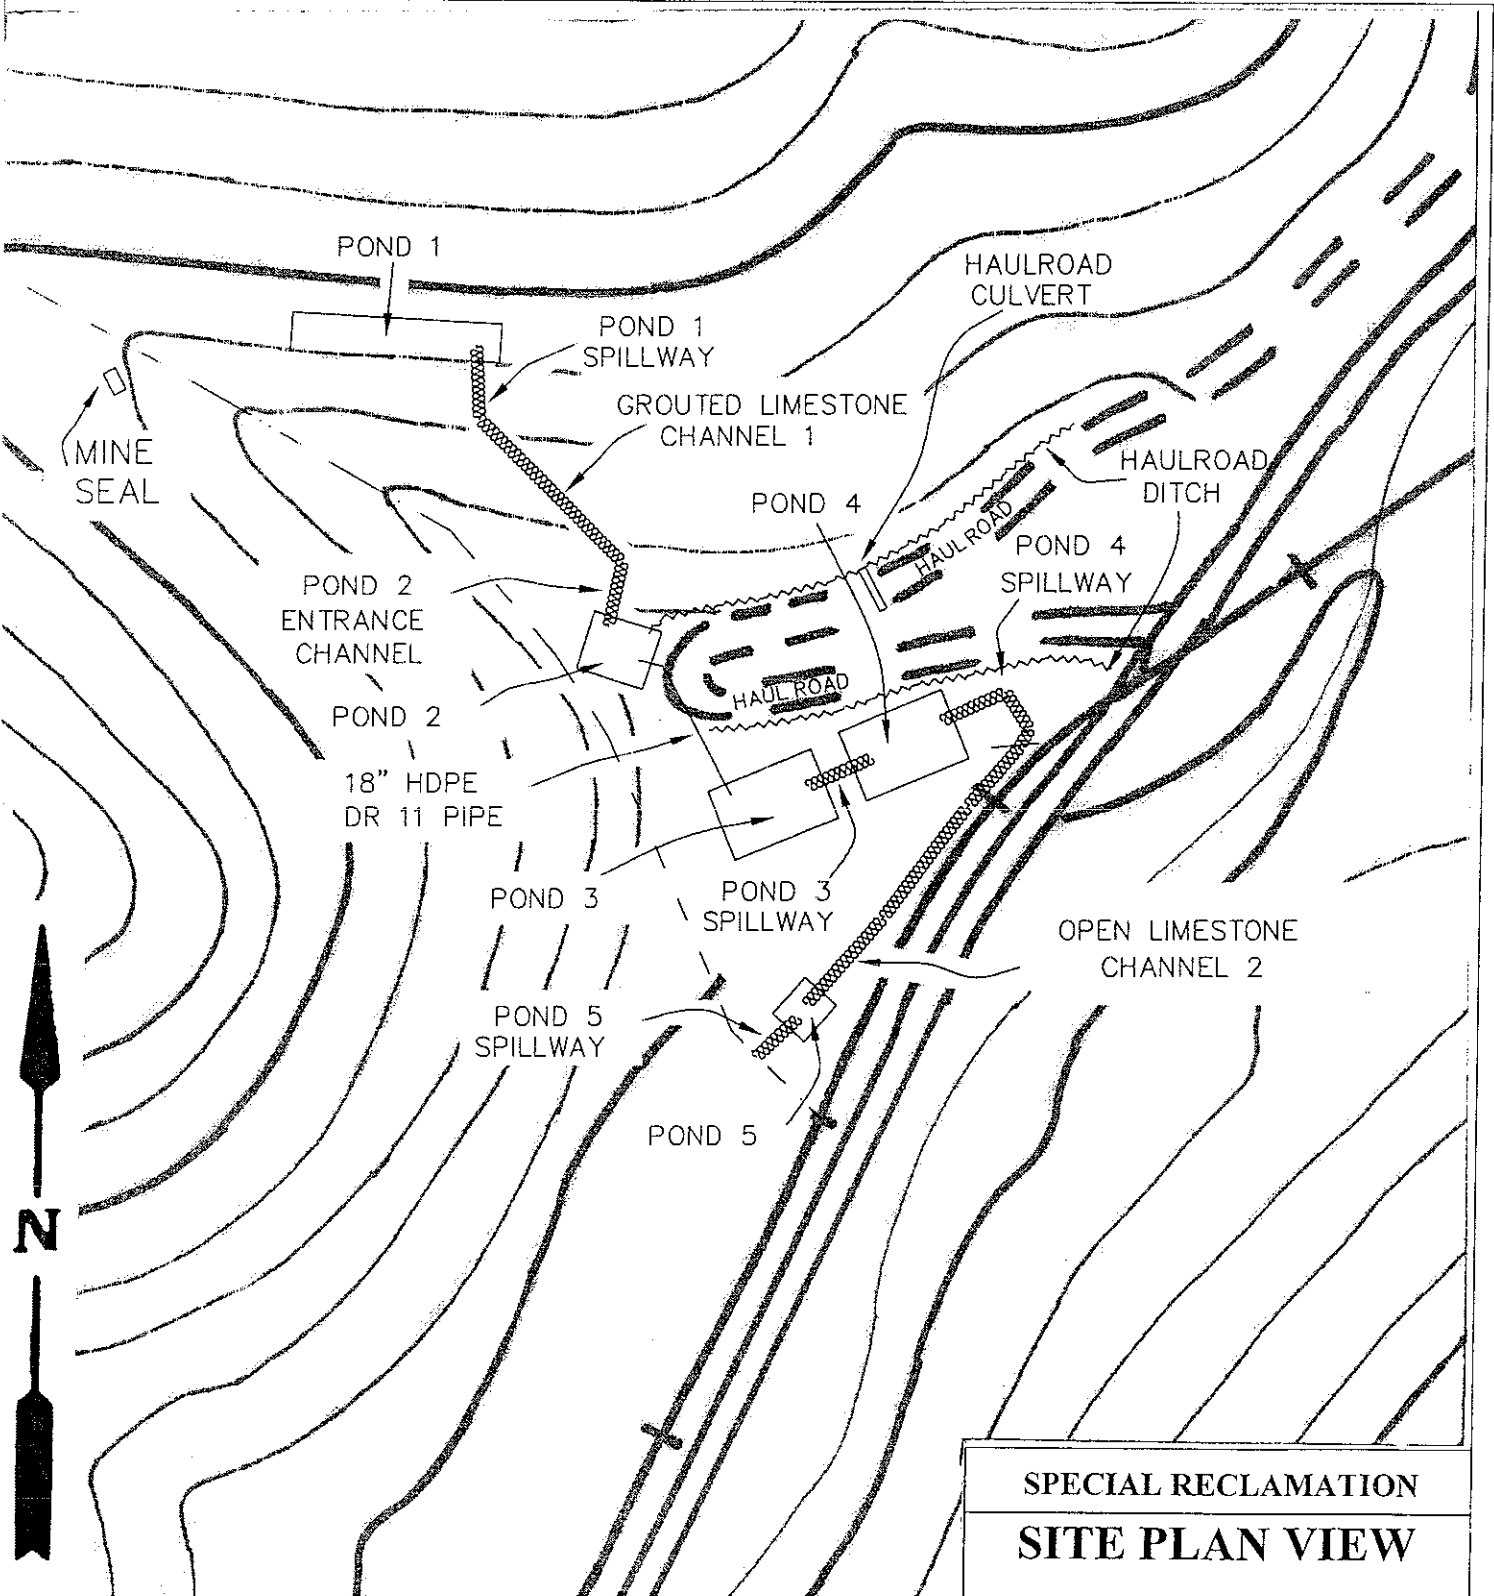 POND 1
HAULROAD
CULVERT
POND 1
SPILLWAY
GROUTED LIMESTONE
CHANNEL 1
MINE
SEAL
HAULROAD
DITCH
POND 4
HAULROAD
POND 4
SPILLWAY
POND 2
ENTRANCE
CHANNEL
HAULROAD
POND 2
18" HDPE
DR 11 PIPE
POND 3
POND 3
SPILLWAY
OPEN LIMESTONE
CHANNEL 2
POND 5
SPILLWAY
POND 5
N
SPECIAL RECLAMATION
SITE PLAN VIEW